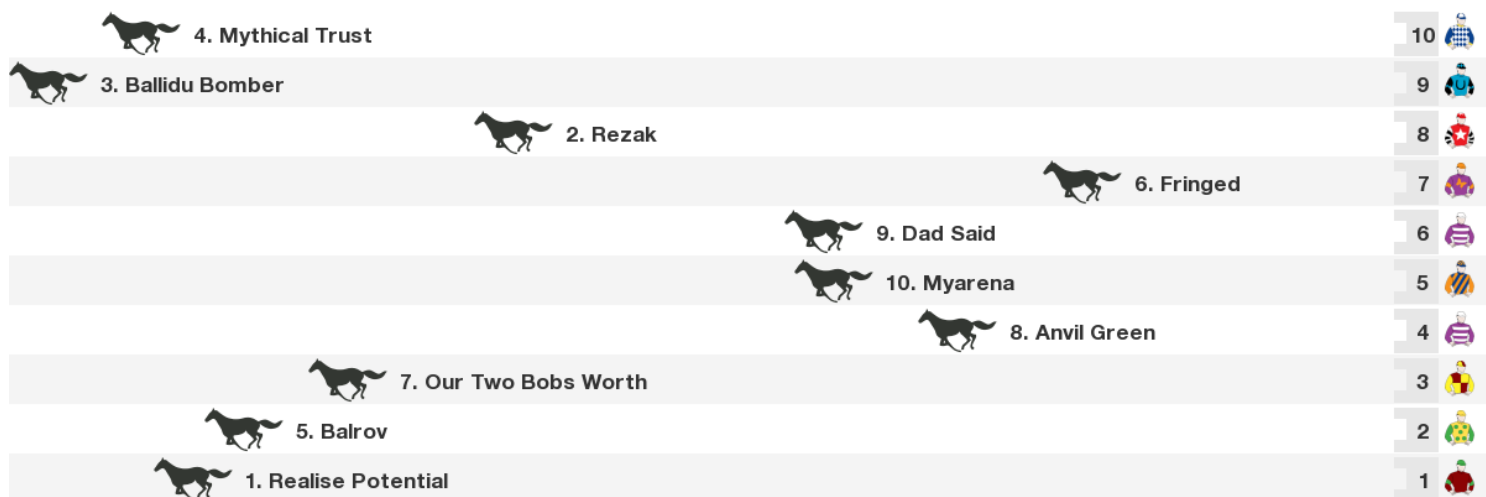 4. Mythical Trust 10
3. Ballidu Bomber 9
2. Rezak 8
6. Fringed 7
9. Dad Said 6
10. Myarena 5
8. Anvil Green 4
7. Our Two Bobs Worth 3
5. Balrov 2
1. Realise Potential 1